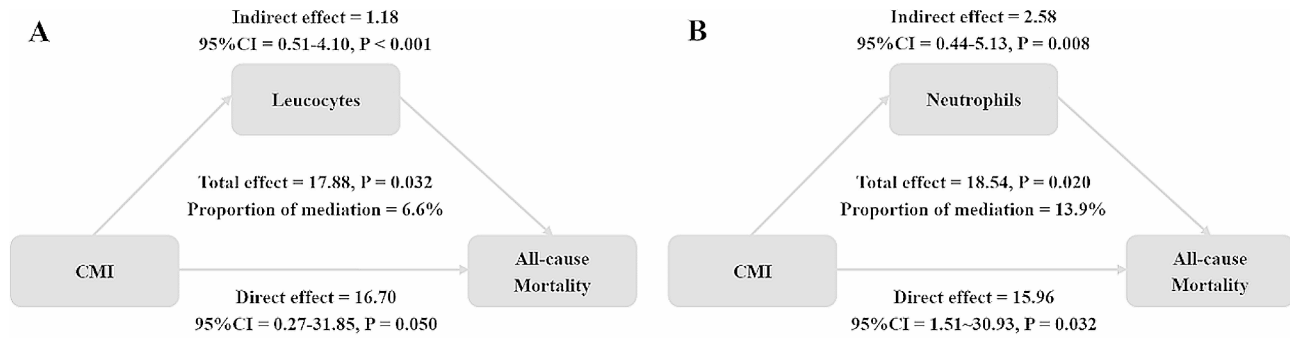 A
Indirect effect = 1.18
95%CI = 0.51-4.10, P < 0.001
Leucocytes
Total effect = 17.88, P = 0.032
Proportion of mediation = 6.6%
CMI
All-cause
Mortality
Direct effect = 16.70
95%CI = 0.27-31.85, P = 0.050
B
Indirect effect = 2.58
95%CI = 0.44-5.13, P = 0.008
Neutrophils
Total effect = 18.54, P = 0.020
Proportion of mediation = 13.9%
CMI
All-cause
Mortality
Direct effect = 15.96
95%CI = 1.51~30.93, P = 0.032